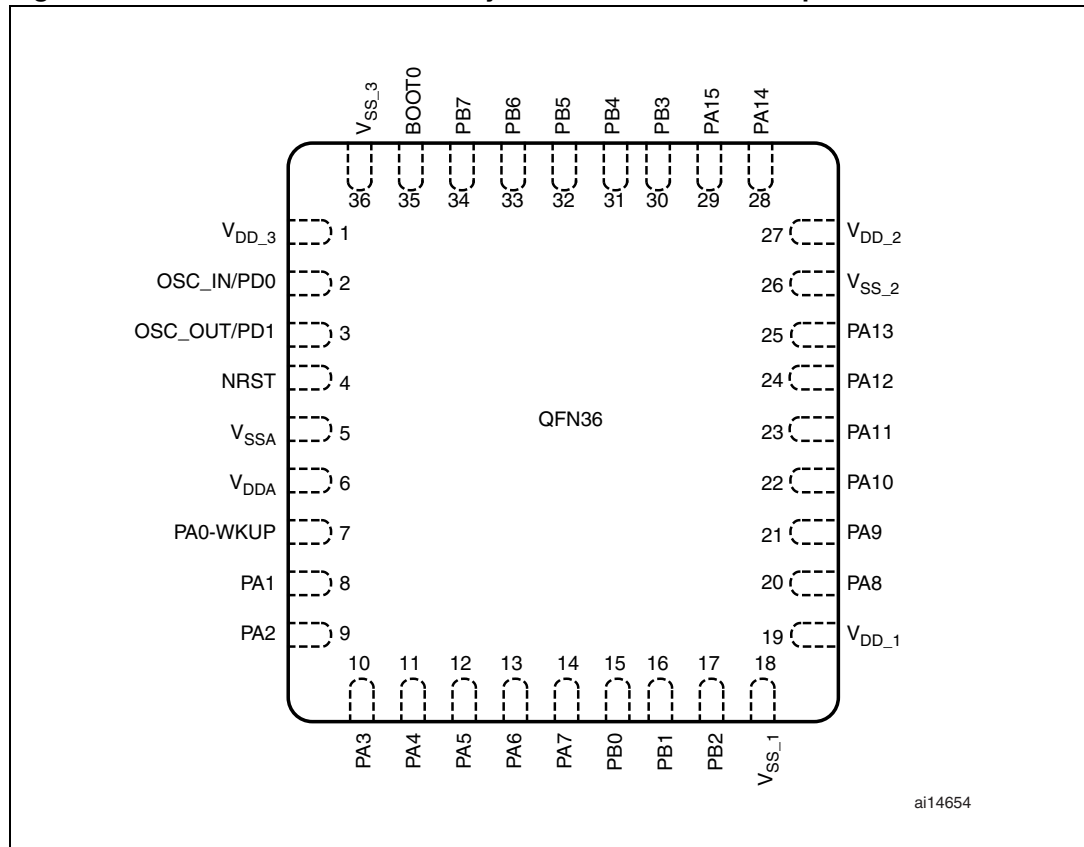 V_SS_3 BOOT0 PB7 PB6 PB5 PB4 PB3 PA15 PA14
36 35 34 33 32 31 30 29 28
V_DD_3 1 27 V_DD_2
OSC_IN/PD0 2 26 V_SS_2
OSC_OUT/PD1 3 25 PA13
NRST 4 24 PA12
QFN36
V_SSA 5 23 PA11
V_DDA 6 22 PA10
PA0-WKUP 7 21 PA9
PA1 8 20 PA8
PA2 9 19 V_DD_1
10 11 12 13 14 15 16 17 18
PA3 PA4 PA5 PA6 PA7 PB0 PB1 PB2 V_SS_1
ai14654